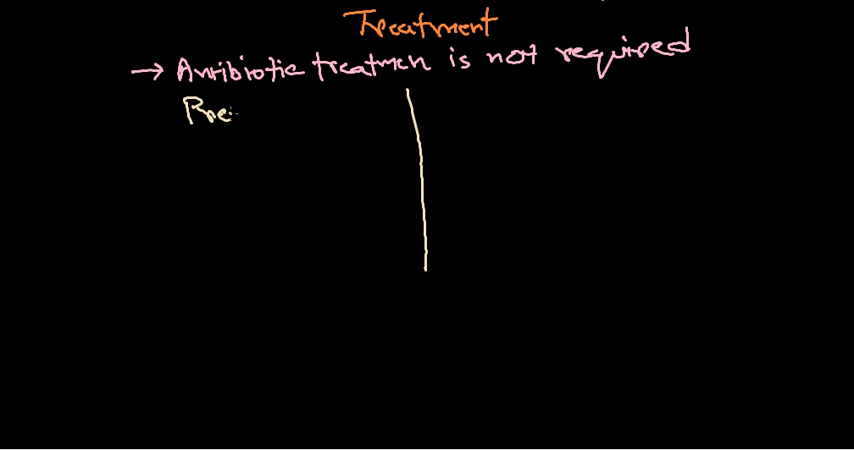 Treatment
→ Antibiotic treatmen is not required
Pre